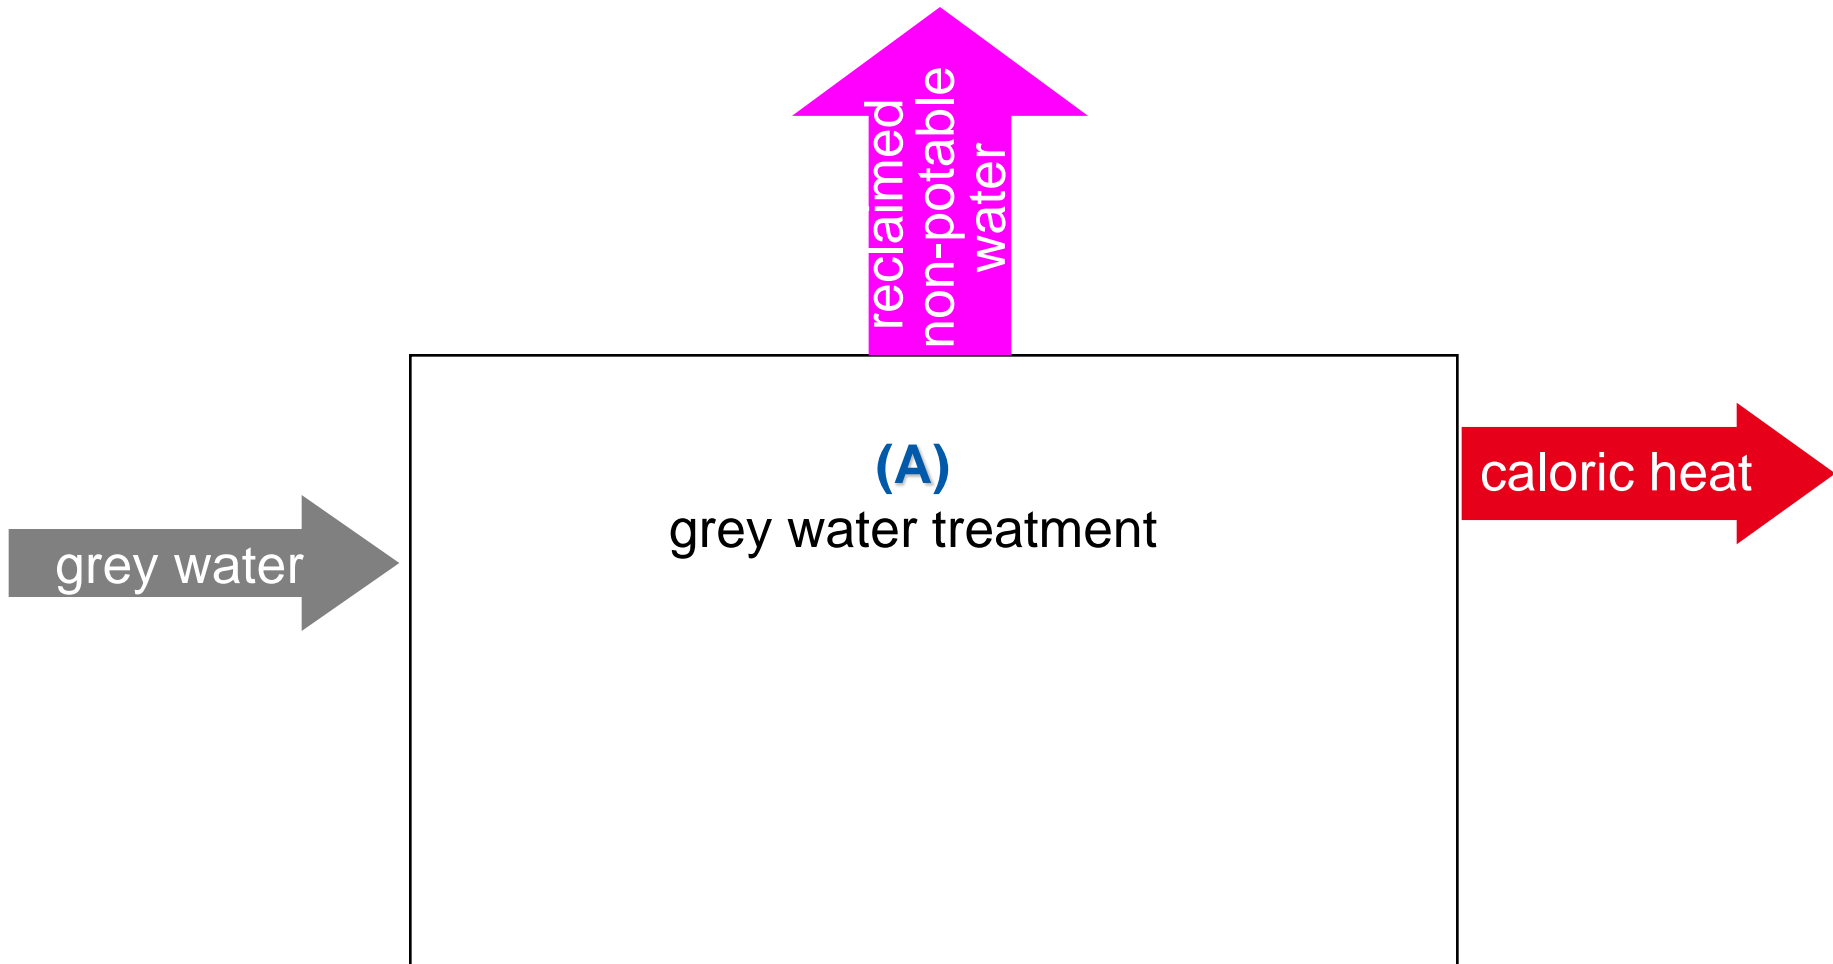 reclaimed
non-potable
water
(A)
grey water treatment
caloric heat
grey water